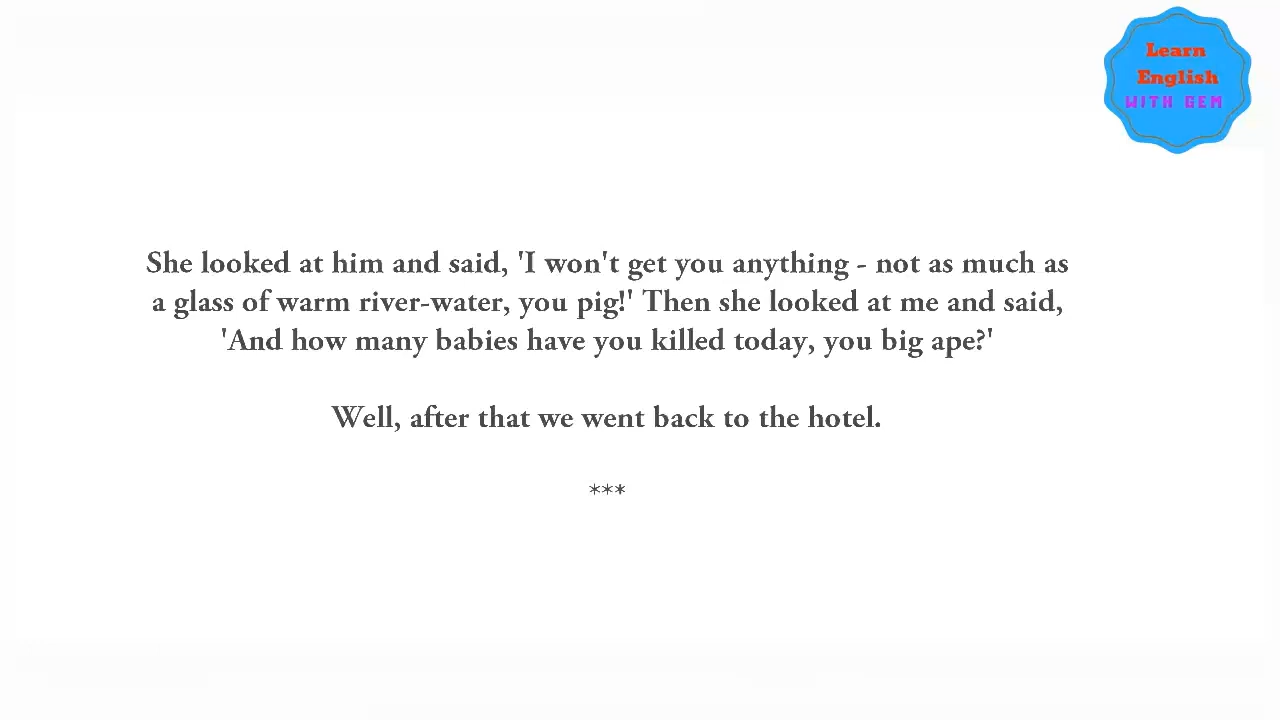 Learn
English
WITH GEM
She looked at him and said, 'I won't get you anything - not as much as
a glass of warm river-water, you pig!' Then she looked at me and said,
'And how many babies have you killed today, you big ape?'
Well, after that we went back to the hotel.
***